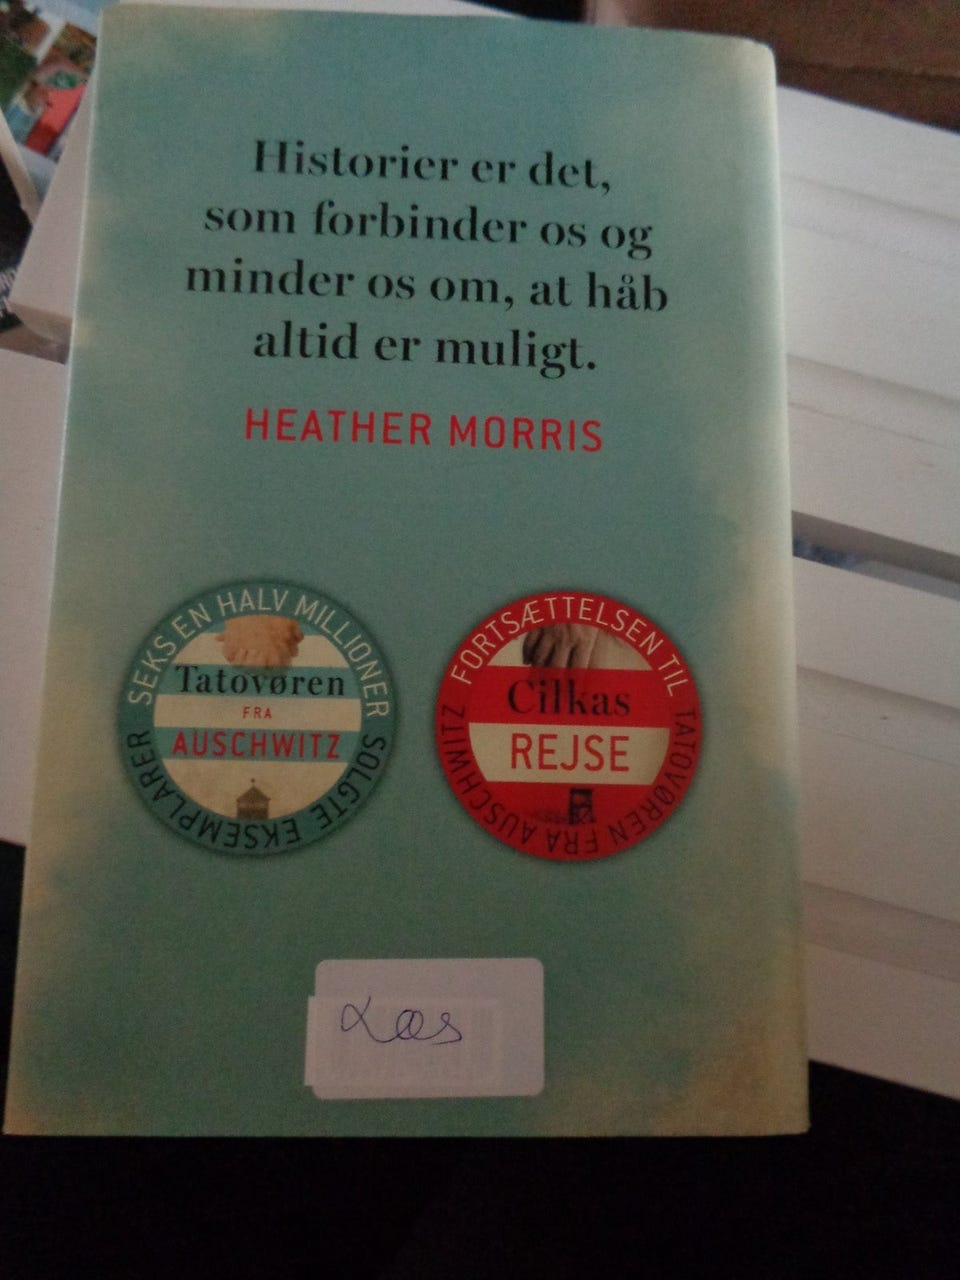 Historier er det,
som forbinder os og
minder os om, at håb
altid er muligt.
HEATHER MORRIS
SEKS EN HALV MILLIONER SOLGTE EKSEMPLARER
Tatovøren
FRA
AUSCHWITZ
FORTSÆTTELSEN TIL TATOVØREN FRA AUSCHWITZ
Cilkas
REJSE
Læs